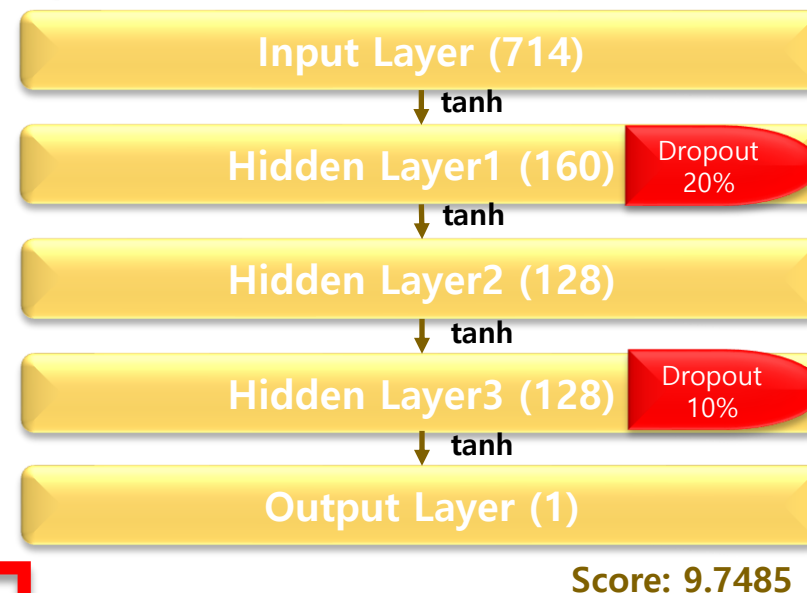 Input Layer (714)
tanh
Hidden Layer1 (160)
Dropout
20%
tanh
Hidden Layer2 (128)
tanh
Hidden Layer3 (128)
Dropout
10%
tanh
Output Layer (1)
Score: 9.7485